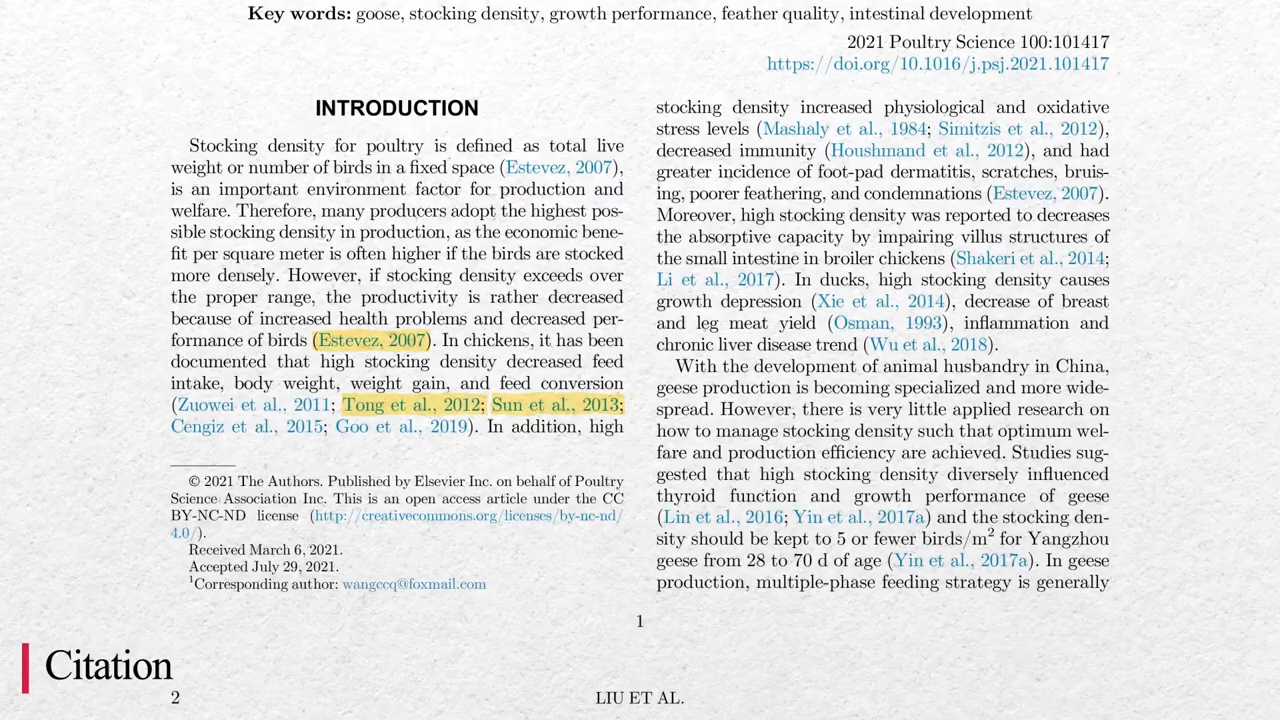 Key words: goose, stocking density, growth performance, feather quality, intestinal development
2021 Poultry Science 100:101417
https://doi.org/10.1016/j.psj.2021.101417
INTRODUCTION
Stocking density for poultry is defined as total live
weight or number of birds in a fixed space (Estevez, 2007),
is an important environment factor for production and
welfare. Therefore, many producers adopt the highest pos-
sible stocking density in production, as the economic bene-
fit per square meter is often higher if the birds are stocked
more densely. However, if stocking density exceeds over
the proper range, the productivity is rather decreased
because of increased health problems and decreased per-
formance of birds (Estevez, 2007). In chickens, it has been
documented that high stocking density decreased feed
intake, body weight, weight gain, and feed conversion
(Zuowei et al., 2011; Tong et al., 2012; Sun et al., 2013;
Cengiz et al., 2015; Goo et al., 2019). In addition, high
© 2021 The Authors. Published by Elsevier Inc. on behalf of Poultry
Science Association Inc. This is an open access article under the CC
BY-NC-ND license (http://creativecommons.org/licenses/by-nc-nd/
4.0/).
Received March 6, 2021.
Accepted July 29, 2021.
1Corresponding author: wangccq@foxmail.com
stocking density increased physiological and oxidative
stress levels (Mashaly et al., 1984; Simitzis et al., 2012),
decreased immunity (Houshmand et al., 2012), and had
greater incidence of foot-pad dermatitis, scratches, bruis-
ing, poorer feathering, and condemnations (Estevez, 2007).
Moreover, high stocking density was reported to decreases
the absorptive capacity by impairing villus structures of
the small intestine in broiler chickens (Shakeri et al., 2014;
Li et al., 2017). In ducks, high stocking density causes
growth depression (Xie et al., 2014), decrease of breast
and leg meat yield (Osman, 1993), inflammation and
chronic liver disease trend (Wu et al., 2018).
With the development of animal husbandry in China,
geese production is becoming specialized and more wide-
spread. However, there is very little applied research on
how to manage stocking density such that optimum wel-
fare and production efficiency are achieved. Studies sug-
gested that high stocking density diversely influenced
thyroid function and growth performance of geese
(Lin et al., 2016; Yin et al., 2017a) and the stocking den-
sity should be kept to 5 or fewer birds/m2 for Yangzhou
geese from 28 to 70 d of age (Yin et al., 2017a). In geese
production, multiple-phase feeding strategy is generally
1
Citation
2
LIU ET AL.